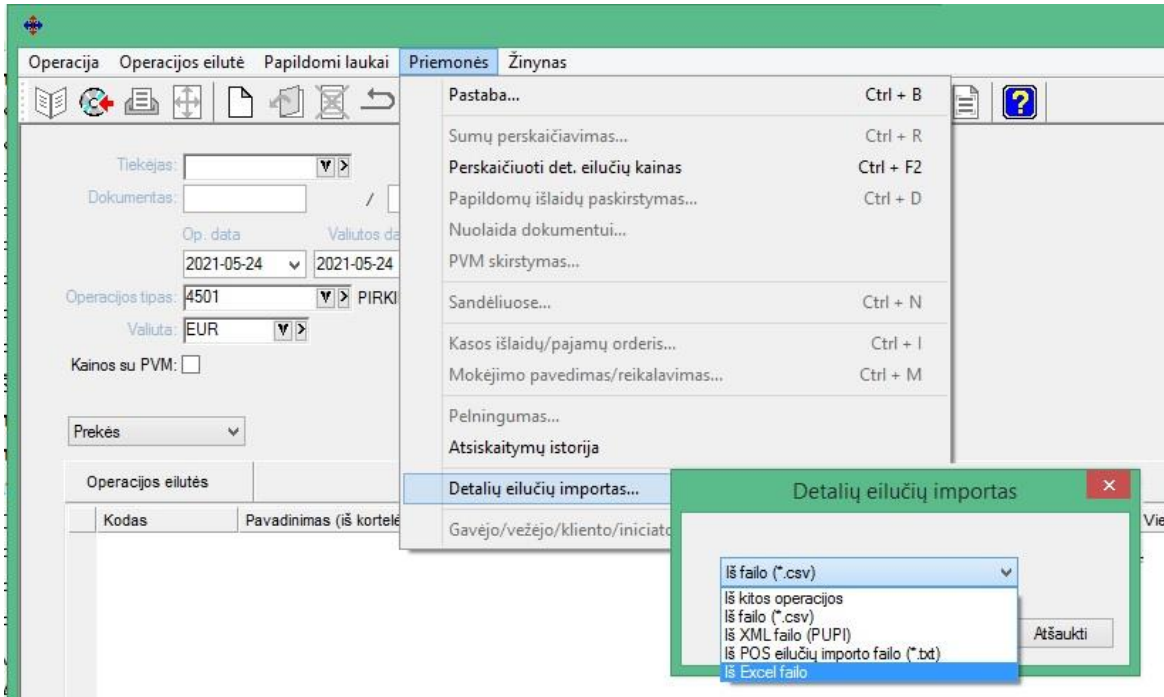 Operacija Operacijos eilutė Papildomi laukai Priemonės Žinynas
Pastaba... Ctrl + B
Sumų perskaičiavimas... Ctrl + R
Perskaičiuoti det. eilučių kainas Ctrl + F2
Papildomų išlaidų paskirstymas... Ctrl + D
Nuolaida dokumentui...
PVM skirstymas...
Sandėliuose... Ctrl + N
Kasos išlaidų/pajamų orderis... Ctrl + I
Mokėjimo pavedimas/reikalavimas... Ctrl + M
Pelningumas...
Atsiskaitymų istorija
Detalių eilučių importas...
Gavėjo/vežėjo/kliento/iniciato
Tiekėjas:
Dokumentas: /
Op. data Valiutos da
2021-05-24 2021-05-24
Operacijos tipas: 4501 PIRKI
Valiuta: EUR
Kainos su PVM:
Prekės
Operacijos eilutės
Kodas Pavadinimas (iš kortelė Vie
Detalių eilučių importas
Iš failo (*.csv)
Iš kitos operacijos
Iš failo (*.csv)
Iš XML failo (PUPI)
Iš POS eilučių importo failo (*.txt)
Iš Excel failo
Atšaukti